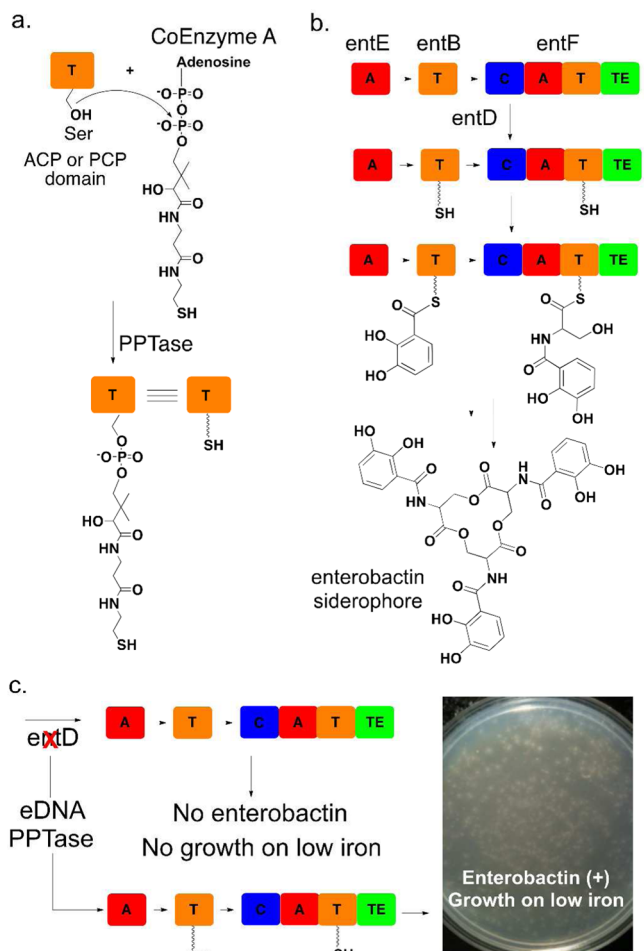 a.
CoEnzyme A
T
+
Adenosine
O
-O-P=O
O
-O-P=O
O
OH
Ser
ACP or PCP
domain
HO
O
HN
O
HN
SH
PPTase
T
T
O
-O-P=O
O
SH
HO
O
HN
O
HN
SH
b.
entE
entB
entF
A
T
C
A
T
TE
entD
A
T
C
A
T
TE
SH
SH
A
T
C
A
T
TE
S
S
O
O
HO
HO
OH
HN
O
OH
OH
HO
HO
O
HN
O
O
O
O
O
O
NH
O
HO
OH
HN
O
HO
HO
enterobactin
siderophore
c.
entD
X
A
T
C
A
T
TE
eDNA
PPTase
No enterobactin
No growth on low iron
A
T
C
A
T
TE
Enterobactin (+)
Growth on low iron